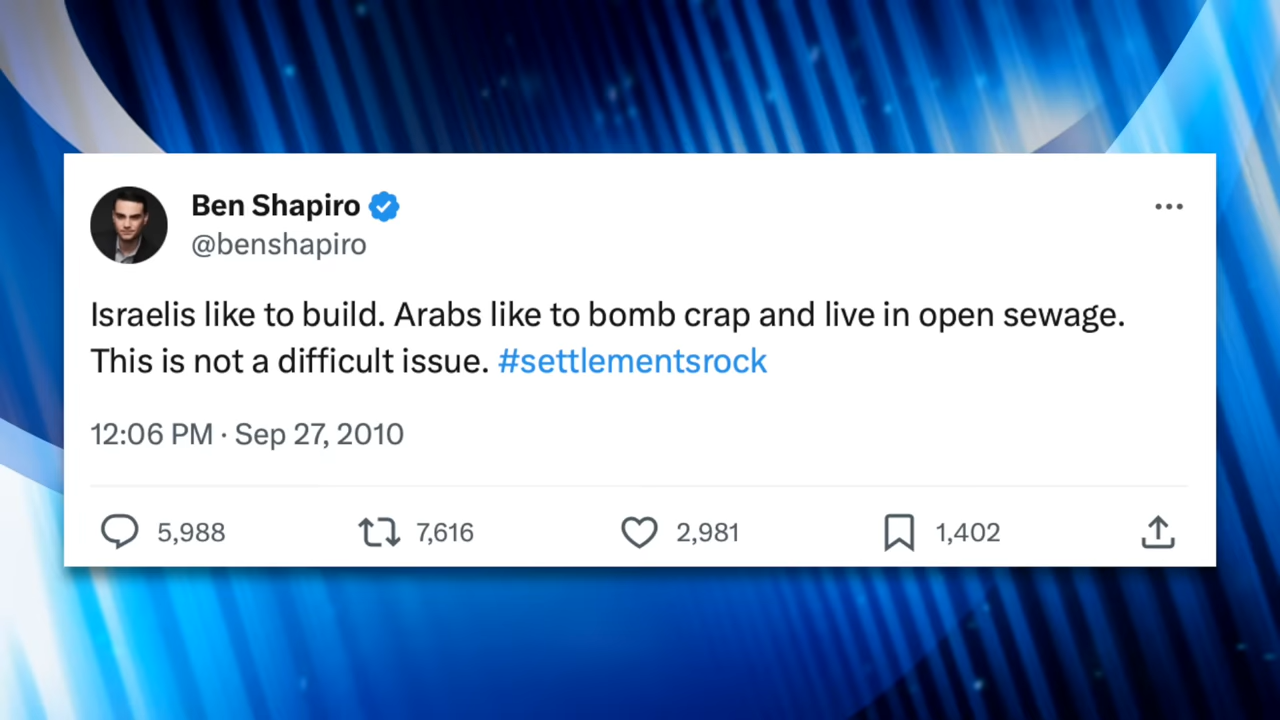 Ben Shapiro
@benshapiro
Israelis like to build. Arabs like to bomb crap and live in open sewage.
This is not a difficult issue. #settlementsrock
12:06 PM · Sep 27, 2010
5,988 7,616 2,981 1,402